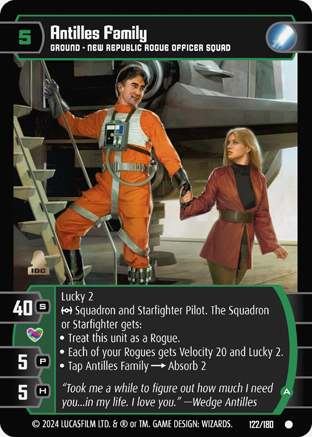 5 Antilles Family
GROUND - NEW REPUBLIC ROGUE OFFICER SQUAD
IDC
40 S
5 P
5 H
Lucky 2
Squadron and Starfighter Pilot. The Squadron
or Starfighter gets:
• Treat this unit as a Rogue.
• Each of your Rogues gets Velocity 20 and Lucky 2.
• Tap Antilles Family → Absorb 2
"Took me a while to figure out how much I need
you...in my life. I love you." —Wedge Antilles
A
© 2024 LUCASFILM LTD. & ® or TM. GAME DESIGN: WIZARDS. 122/180